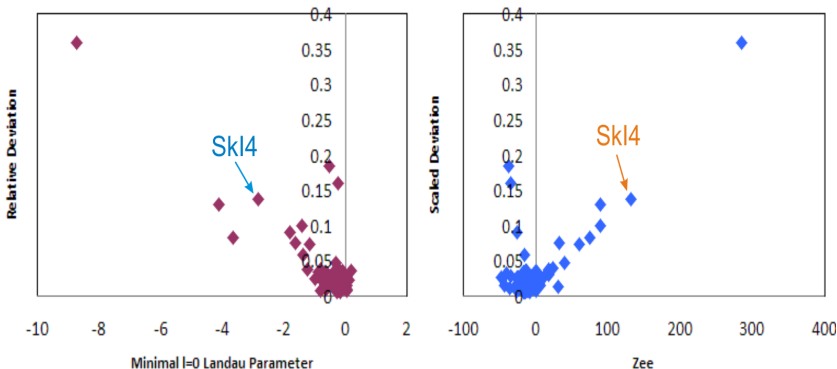 0.4
0.35
0.3
0.25
0.2
0.15
0.1
0.05
0
Relative Deviation
SkI4
-10 -8 -6 -4 -2 0 2
Minimal l=0 Landau Parameter
0.4
0.35
0.3
0.25
0.2
0.15
0.1
0.05
0
Scaled Deviation
SkI4
-100 0 100 200 300 400
Zee